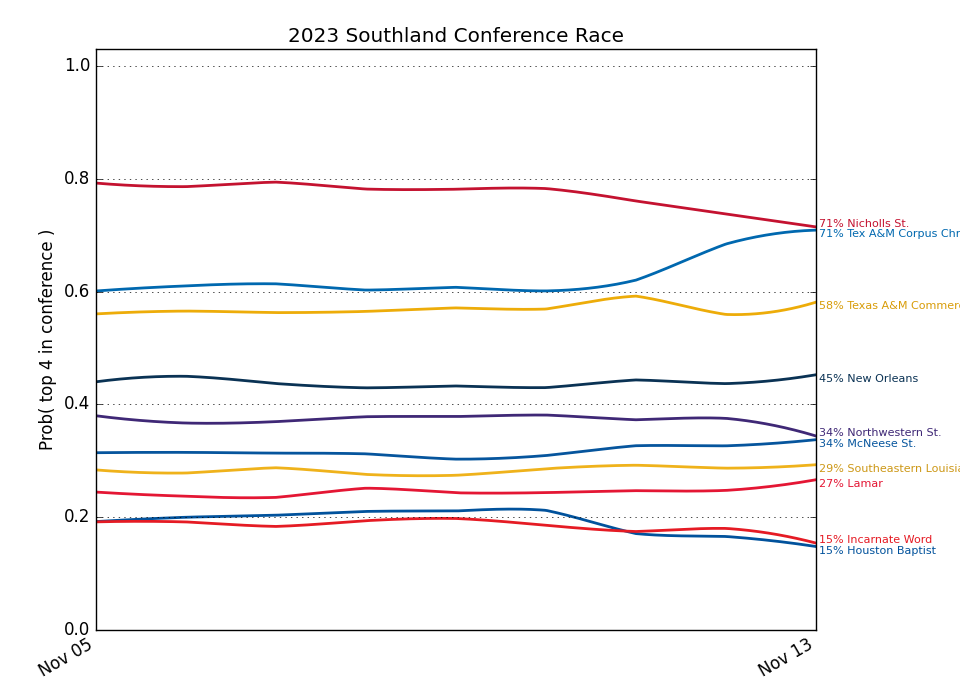 2023 Southland Conference Race
Prob( top 4 in conference )
1.0
0.8
0.6
0.4
0.2
0.0
Nov 05
Nov 13
71% Nicholls St.
71% Tex A&M Corpus Chr
58% Texas A&M Commer
45% New Orleans
34% Northwestern St.
34% McNeese St.
29% Southeastern Louisia
27% Lamar
15% Incarnate Word
15% Houston Baptist